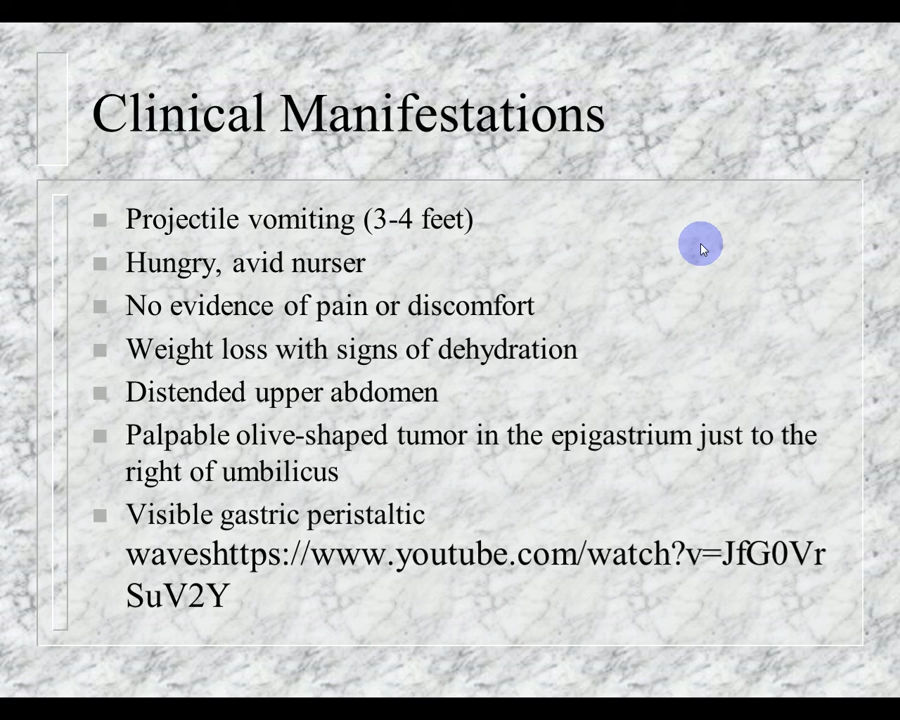 Clinical Manifestations
Projectile vomiting (3-4 feet)
Hungry, avid nurser
No evidence of pain or discomfort
Weight loss with signs of dehydration
Distended upper abdomen
Palpable olive-shaped tumor in the epigastrium just to the
right of umbilicus
Visible gastric peristaltic
waveshttps://www.youtube.com/watch?v=JfG0Vr
SuV2Y